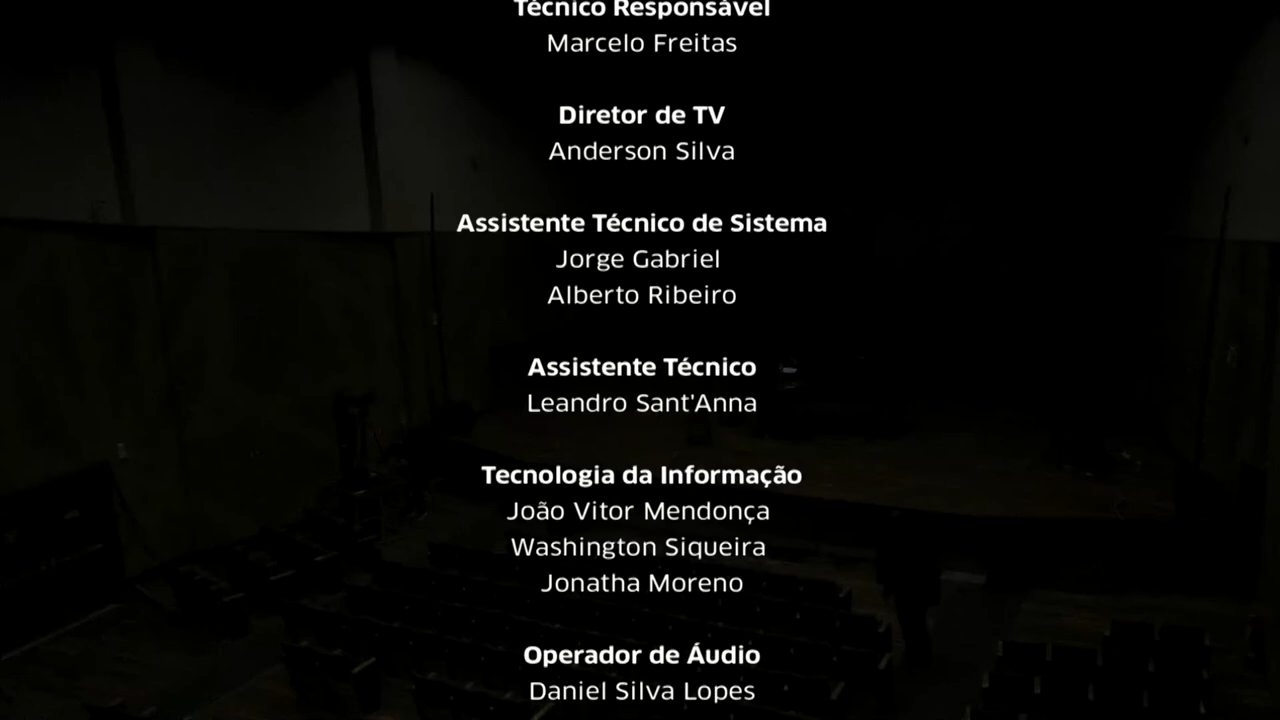 Técnico Responsável
Marcelo Freitas
Diretor de TV
Anderson Silva
Assistente Técnico de Sistema
Jorge Gabriel
Alberto Ribeiro
Assistente Técnico
Leandro Sant'Anna
Tecnologia da Informação
João Vitor Mendonça
Washington Siqueira
Jonatha Moreno
Operador de Áudio
Daniel Silva Lopes